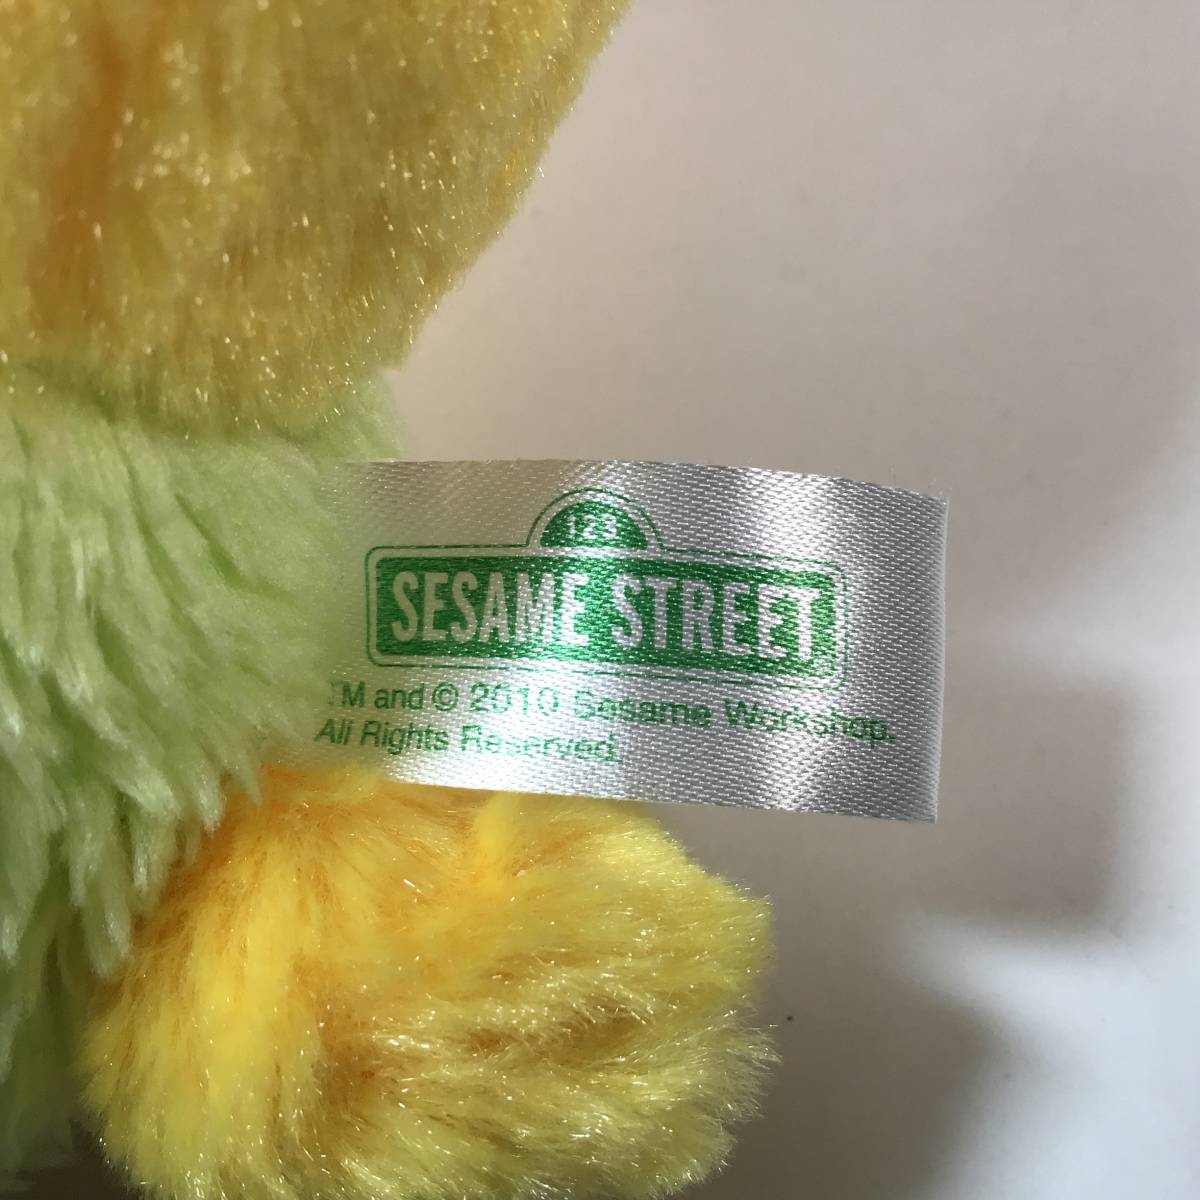 123
SESAME STREET
TM and © 2010 Sesame Workshop.
All Rights Reserved.